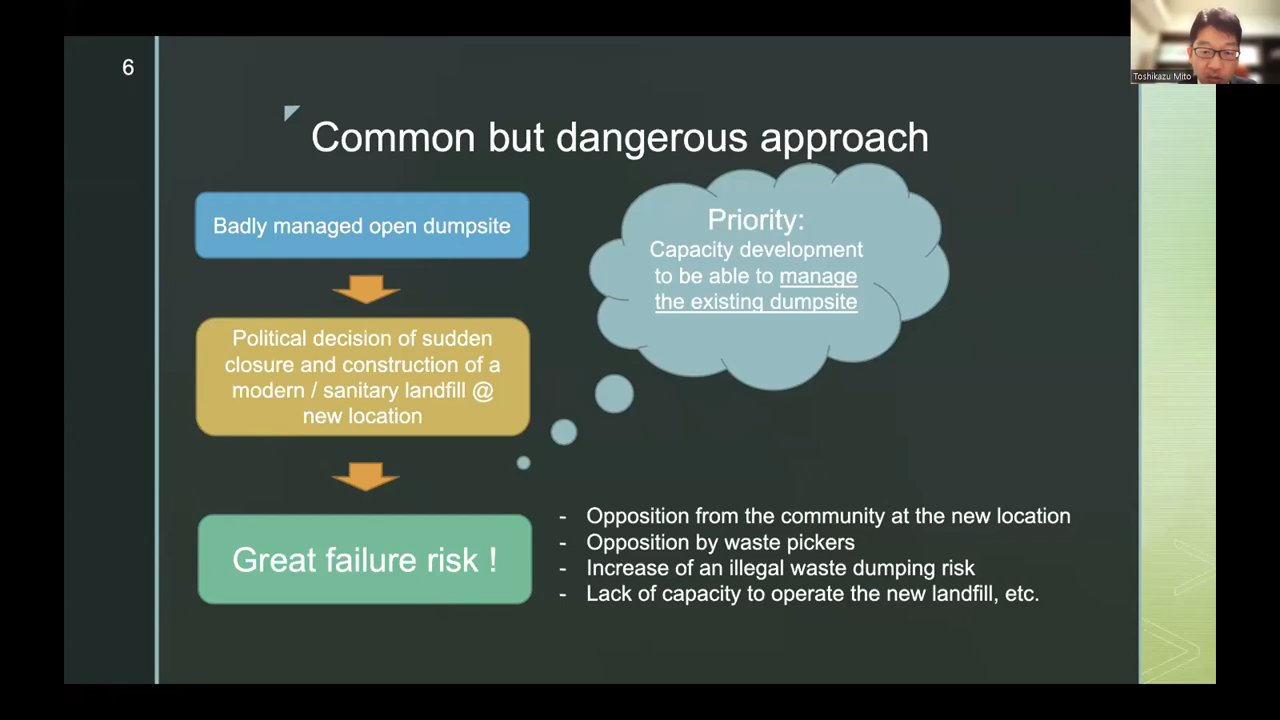 6
Toshikazu Mito
Common but dangerous approach
Badly managed open dumpsite
Political decision of sudden
closure and construction of a
modern / sanitary landfill @
new location
Great failure risk !
Priority:
Capacity development
to be able to manage
the existing dumpsite
- Opposition from the community at the new location
- Opposition by waste pickers
- Increase of an illegal waste dumping risk
- Lack of capacity to operate the new landfill, etc.